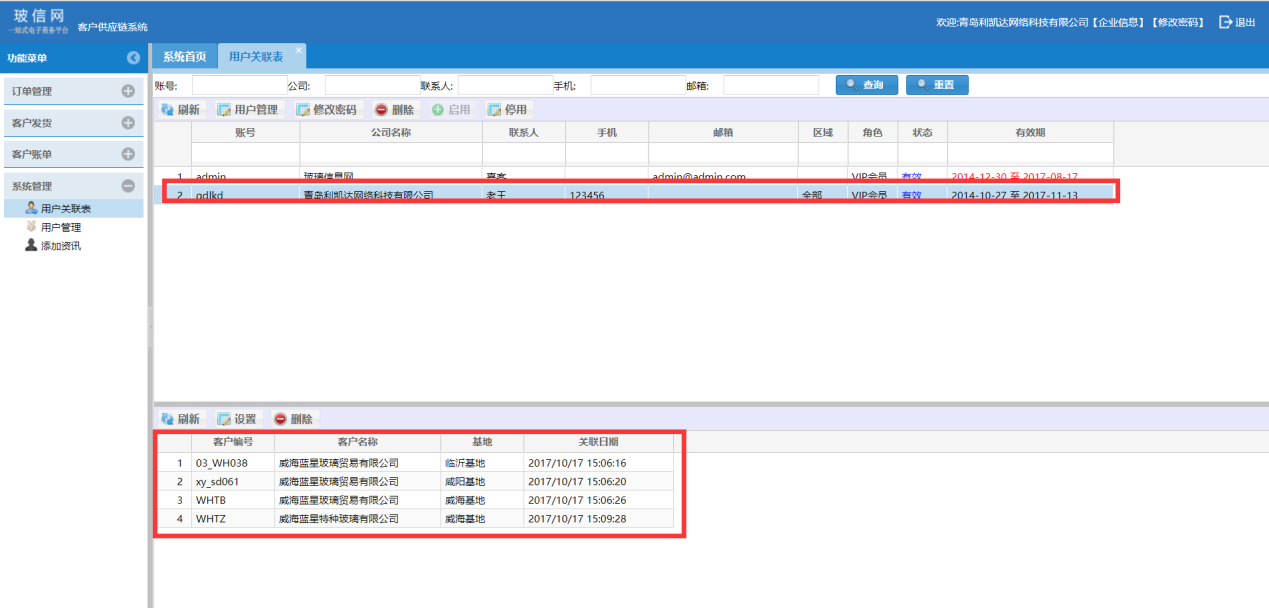 玻信网
一站式电子商务平台 客户供应链系统
欢迎:青岛利凯达网络科技有限公司【企业信息】【修改密码】 退出
功能菜单
系统首页 用户关联表
订单管理
客户发货
客户账单
系统管理
用户关联表
用户管理
添加资讯
账号: 公司: 联系人: 手机: 邮箱: 查询 重置
刷新 用户管理 修改密码 删除 启用 停用
账号 公司名称 联系人 手机 邮箱 区域 角色 状态 有效期
1 admin 玻璃信息网 admin@admin.com VIP会员 有效 2014-12-30 至 2017-08-17
2 qdlkd 青岛利凯达网络科技有限公司 老王 123456 全部 VIP会员 有效 2014-10-27 至 2017-11-13
刷新 设置 删除
客户编号 客户名称 基地 关联日期
1 03_WH038 威海蓝星玻璃贸易有限公司 临沂基地 2017/10/17 15:06:16
2 xy_sd061 威海蓝星玻璃贸易有限公司 咸阳基地 2017/10/17 15:06:20
3 WHTB 威海蓝星玻璃贸易有限公司 威海基地 2017/10/17 15:06:26
4 WHTZ 威海蓝星特种玻璃有限公司 威海基地 2017/10/17 15:09:28